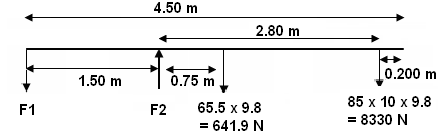 4.50 m
2.80 m
0.200 m
1.50 m
0.75 m
F1
F2
65.5 x 9.8
= 641.9 N
85 x 10 x 9.8
= 8330 N